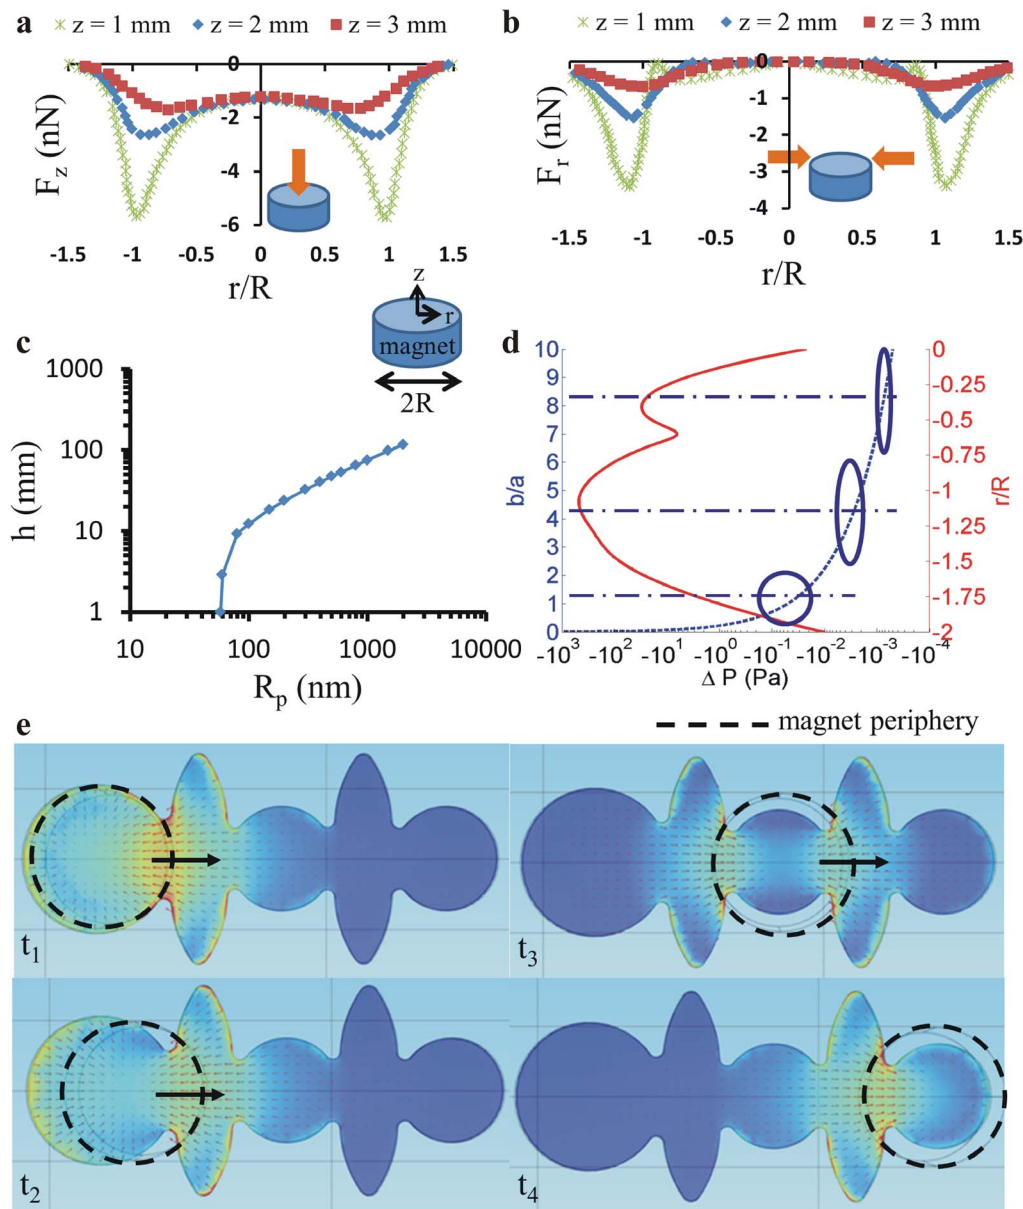 a
z = 1 mm z = 2 mm z = 3 mm
0
-2
-4
-6
F_z (nN)
-1.5 -1 -0.5 0 0.5 1 1.5
r/R
b
z = 1 mm z = 2 mm z = 3 mm
0
-1
-2
-3
-4
F_r (nN)
-1.5 -1 -0.5 0 0.5 1 1.5
r/R
z
r
magnet
2R
c
1000
100
10
1
h (mm)
10 100 1000 10000
R_p (nm)
d
10
9
8
7
6
5
4
3
2
1
0
b/a
0
-0.25
-0.5
-0.75
-1
-1.25
-1.5
-1.75
-2
r/R
-10^3 -10^2 -10^1 -10^0 -10^-1 -10^-2 -10^-3 -10^-4
Δ P (Pa)
e
magnet periphery
t_1
t_3
t_2
t_4